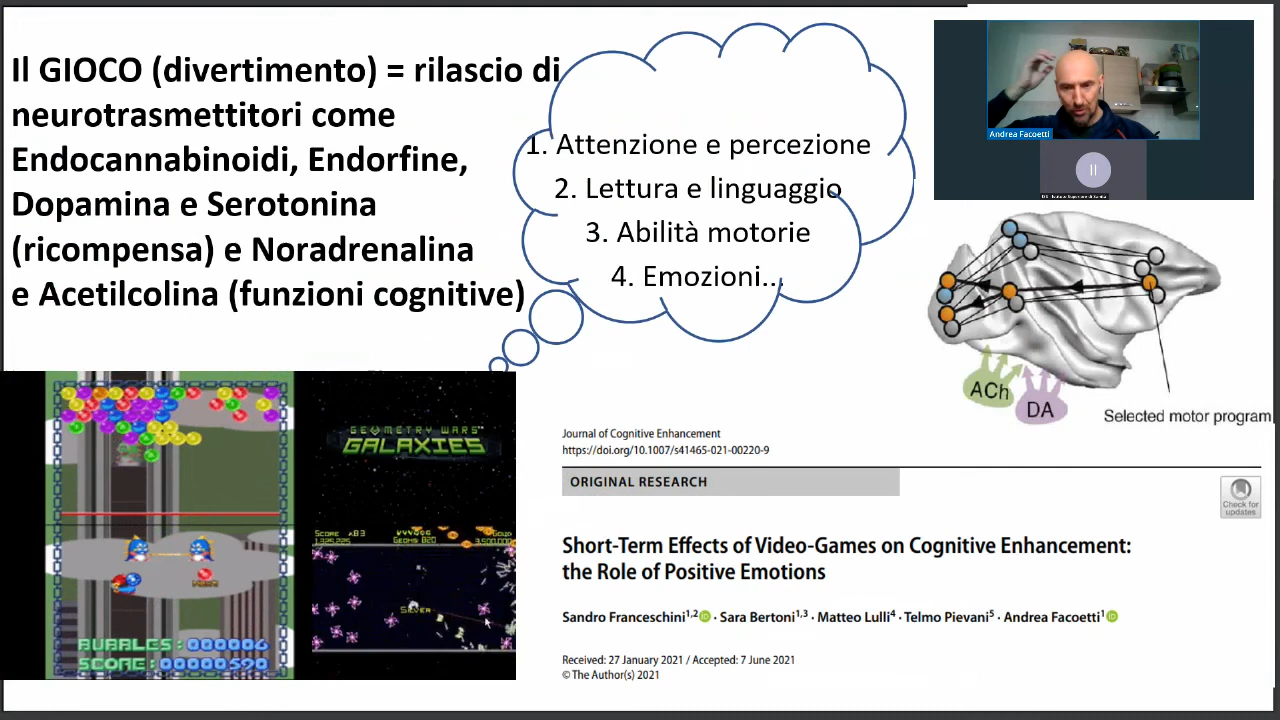 Il GIOCO (divertimento) = rilascio di
neurotrasmettitori come
Endocannabinoidi, Endorfine,
Dopamina e Serotonina
(ricompensa) e Noradrenalina
e Acetilcolina (funzioni cognitive)
1. Attenzione e percezione
2. Lettura e linguaggio
3. Abilità motorie
4. Emozioni...
Andrea Facoetti
ACh
DA
Selected motor program
GEOMETRY WARS
GALAXIES
SCORE x83
SILVER
BUBBLES:000006
SCORE:00000590
Journal of Cognitive Enhancement
https://doi.org/10.1007/s41465-021-00220-9
ORIGINAL RESEARCH
Check for
updates
Short-Term Effects of Video-Games on Cognitive Enhancement:
the Role of Positive Emotions
Sandro Franceschini1,2 · Sara Bertoni1,3 · Matteo Lulli4 · Telmo Pievani5 · Andrea Facoetti1
Received: 27 January 2021 / Accepted: 7 June 2021
© The Author(s) 2021